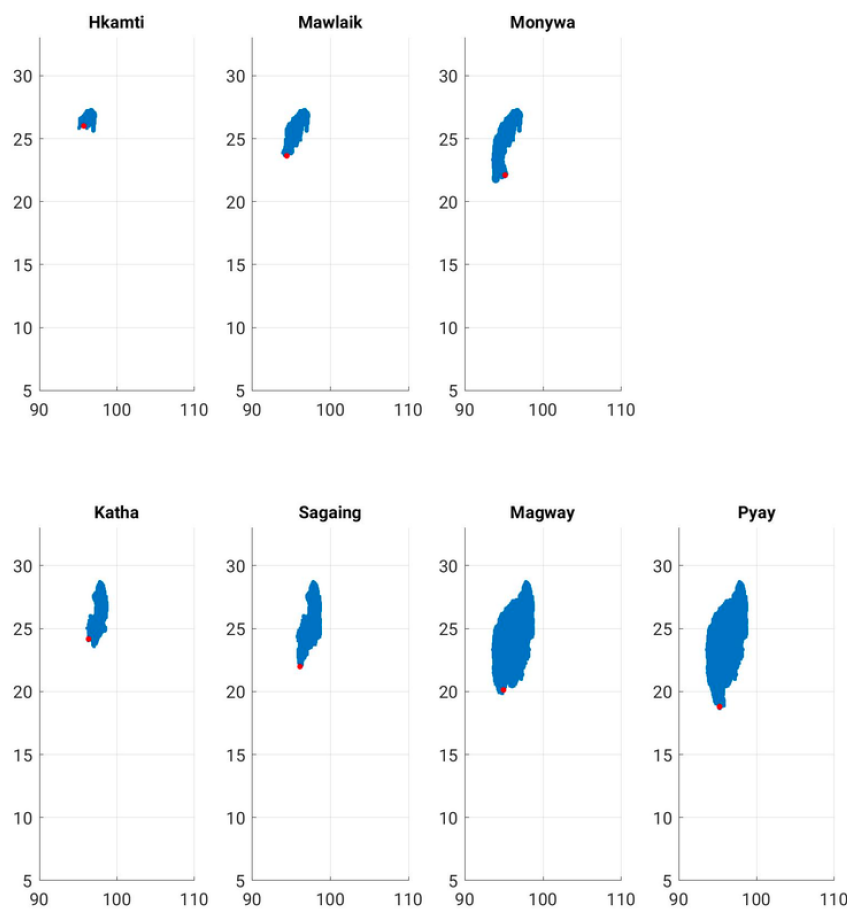 Hkamti Mawlaik Monywa
30 30 30
25 25 25
20 20 20
15 15 15
10 10 10
5 5 5
90 100 110 90 100 110 90 100 110
Katha Sagaing Magway Pyay
30 30 30 30
25 25 25 25
20 20 20 20
15 15 15 15
10 10 10 10
5 5 5 5
90 100 110 90 100 110 90 100 110 90 100 110